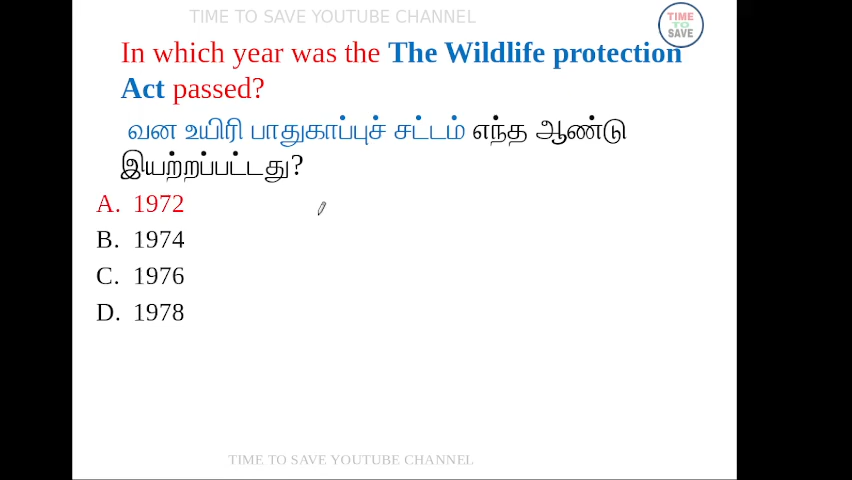 TIME TO SAVE YOUTUBE CHANNEL
TIME
TO
SAVE
In which year was the The Wildlife protection
Act passed?
வன உயிரி பாதுகாப்புச் சட்டம் எந்த ஆண்டு
இயற்றப்பட்டது?
A. 1972
B. 1974
C. 1976
D. 1978
TIME TO SAVE YOUTUBE CHANNEL